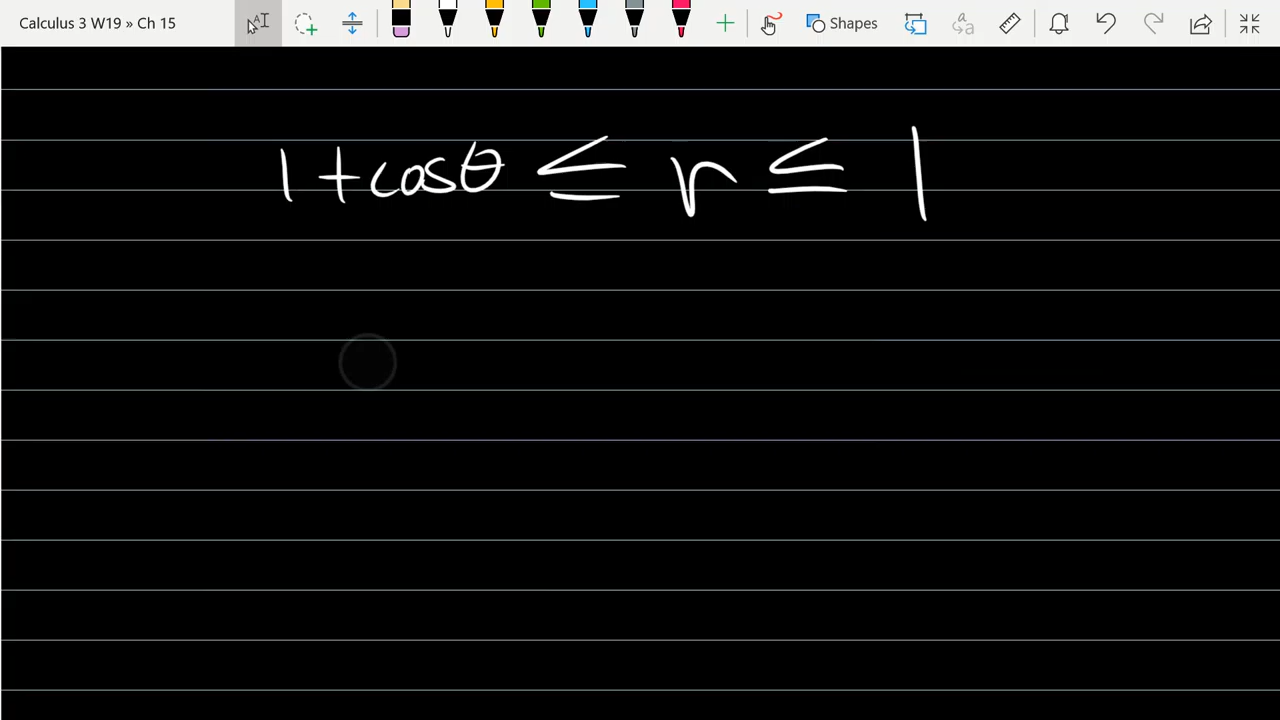 Calculus 3 W19 » Ch 15
Shapes
1 + cosθ ≤ r ≤ 1